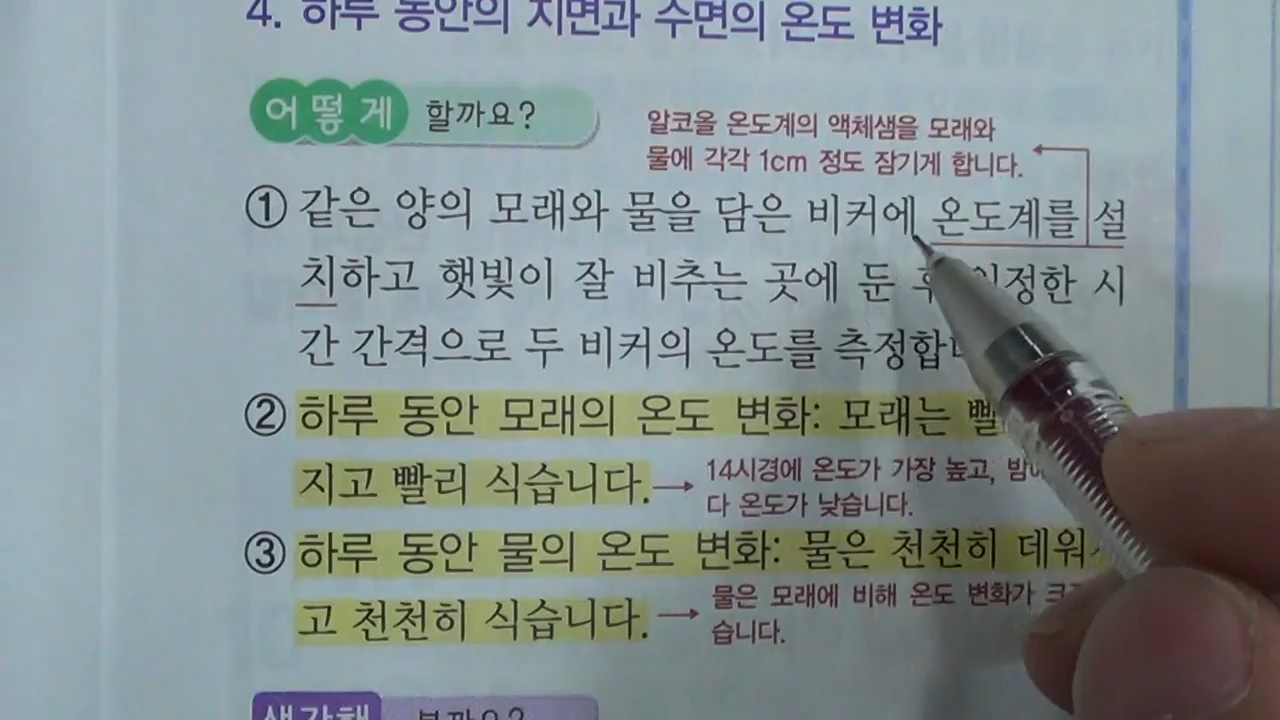 4. 하루 동안의 지면과 수면의 온도 변화
어떻게 할까요?
알코올 온도계의 액체샘을 모래와
물에 각각 1cm 정도 잠기게 합니다.
① 같은 양의 모래와 물을 담은 비커에 온도계를 설
치하고 햇빛이 잘 비추는 곳에 둔 시
간 간격으로 두 비커의 온도를
② 하루 동안 모래의 온도 변화: 모래는
지고 빨리 식습니다.
14시경에 온도가 가장 높고,
다 온도가 낮습니다.
③ 하루 동안 물의 온도 변화: 물은 천천히
고 천천히 식습니다.
물은 모래에 비해 온도 변화가
습니다.